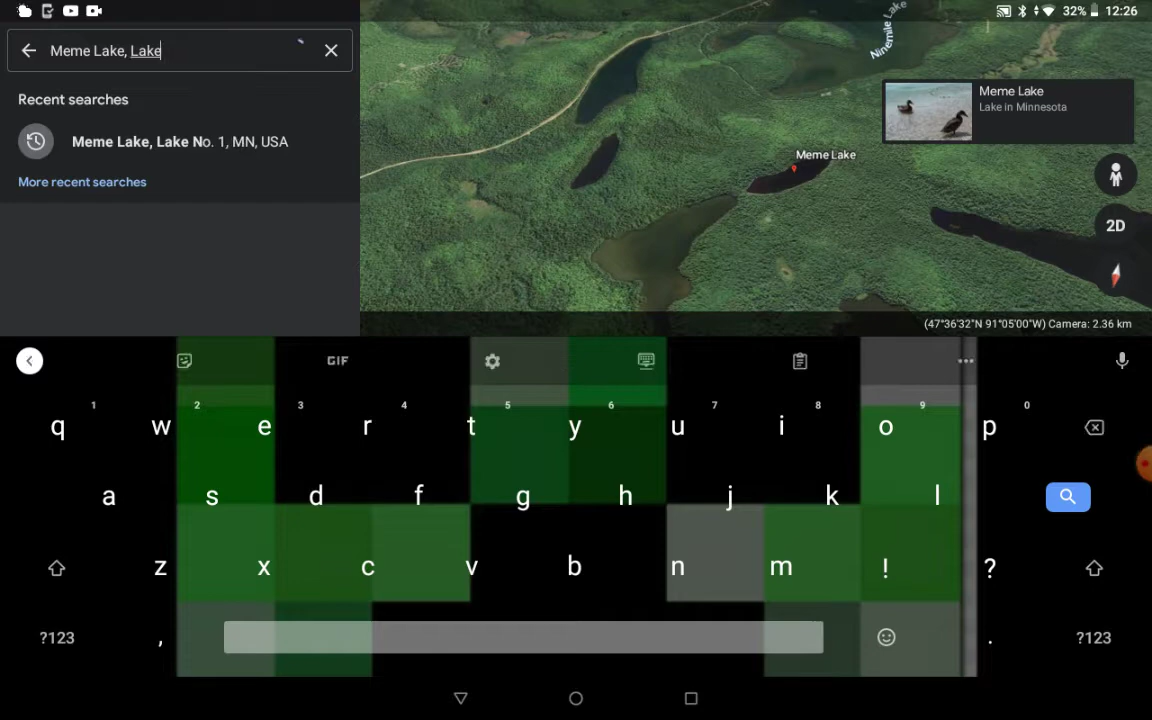 32% 12:26
Meme Lake, Lake
Recent searches
Meme Lake, Lake No. 1, MN, USA
More recent searches
Ninemile Lake
Meme Lake
Lake in Minnesota
Meme Lake
2D
(47°36'32"N 91°05'00"W) Camera: 2.36 km
GIF
1 2 3 4 5 6 7 8 9 0
q w e r t y u i o p
a s d f g h j k l
z x c v b n m ! ?
?123 , . ?123